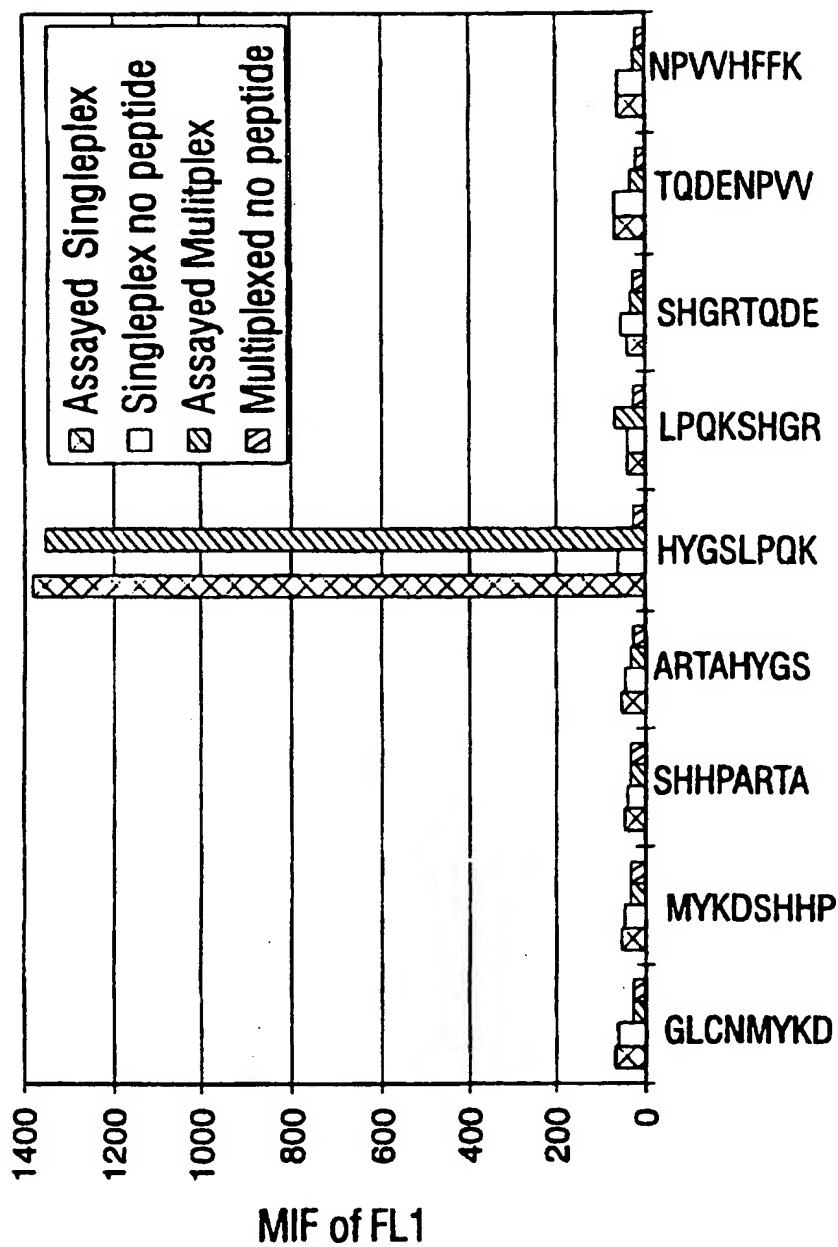 MIF of FL1
1400
1200
1000
800
600
400
200
0
Assayed Singleplex
Singleplex no peptide
Assayed Mulitplex
Multiplexed no peptide
GLCNMYKD
MYKDSHHP
SHHPARTA
ARTAHYGS
HYGSLPQK
LPQKSHGR
SHGRTQDE
TQDENPVV
NPVVHFFK